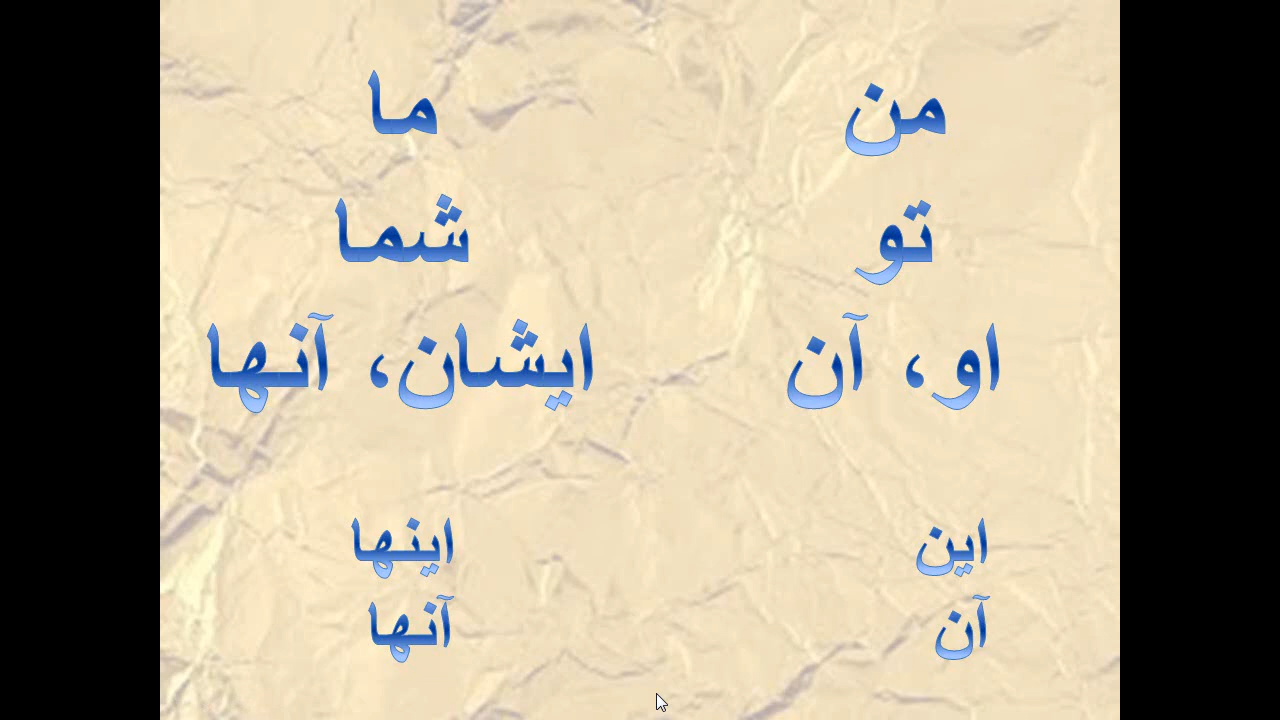 من ما
تو شما
او، آن ایشان، آنها
این اینها
آن آنها